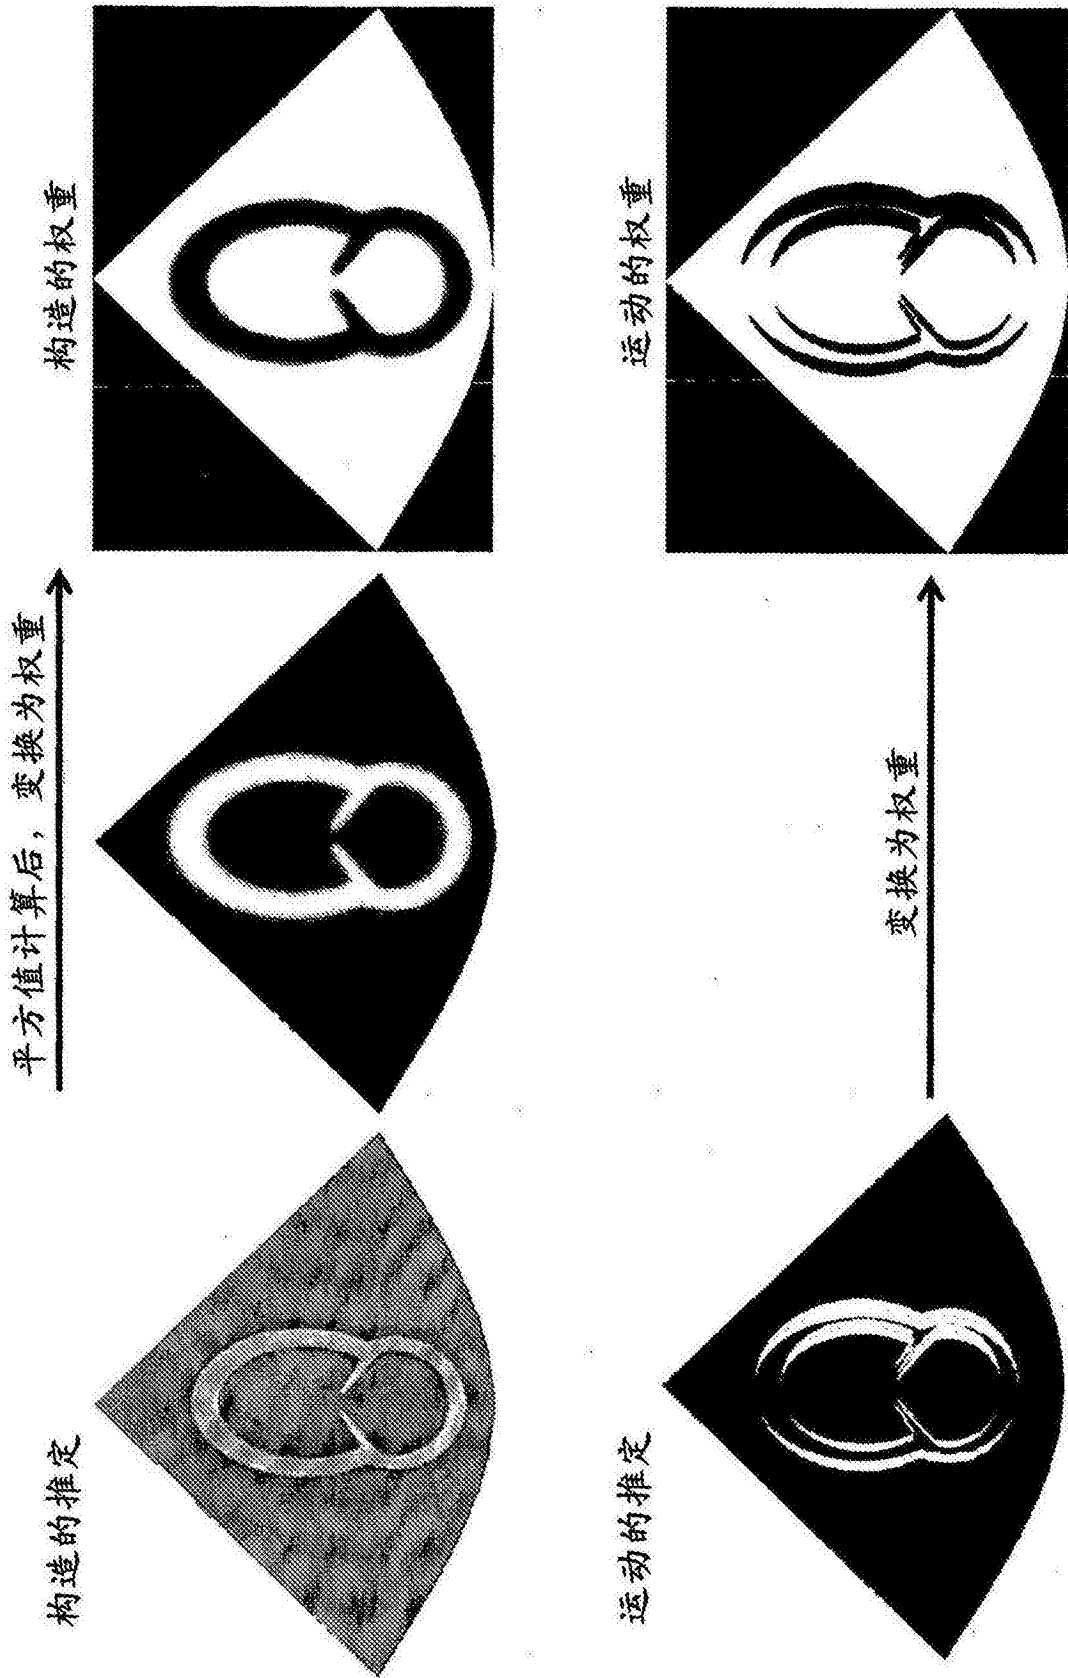 构造的推定
平方值计算后，变换为权重
构造的权重
运动的推定
变换为权重
运动的权重